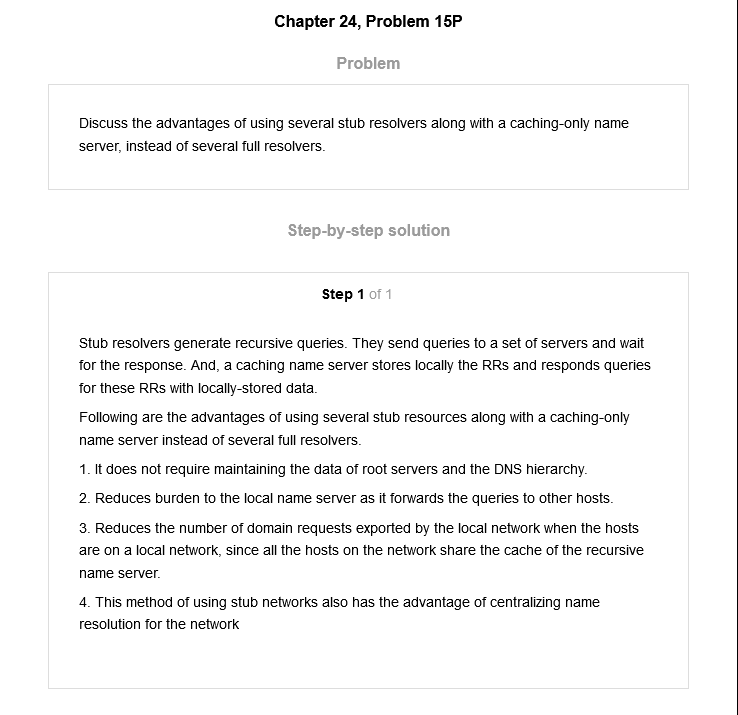 Chapter 24, Problem 15P
Problem
Discuss the advantages of using several stub resolvers along with a caching-only name
server, instead of several full resolvers.
Step-by-step solution
Step 1 of 1
Stub resolvers generate recursive queries. They send queries to a set of servers and wait
for the response. And, a caching name server stores locally the RRs and responds queries
for these RRs with locally-stored data.
Following are the advantages of using several stub resources along with a caching-only
name server instead of several full resolvers.
1. It does not require maintaining the data of root servers and the DNS hierarchy.
2. Reduces burden to the local name server as it forwards the queries to other hosts.
3. Reduces the number of domain requests exported by the local network when the hosts
are on a local network, since all the hosts on the network share the cache of the recursive
name server.
4. This method of using stub networks also has the advantage of centralizing name
resolution for the network